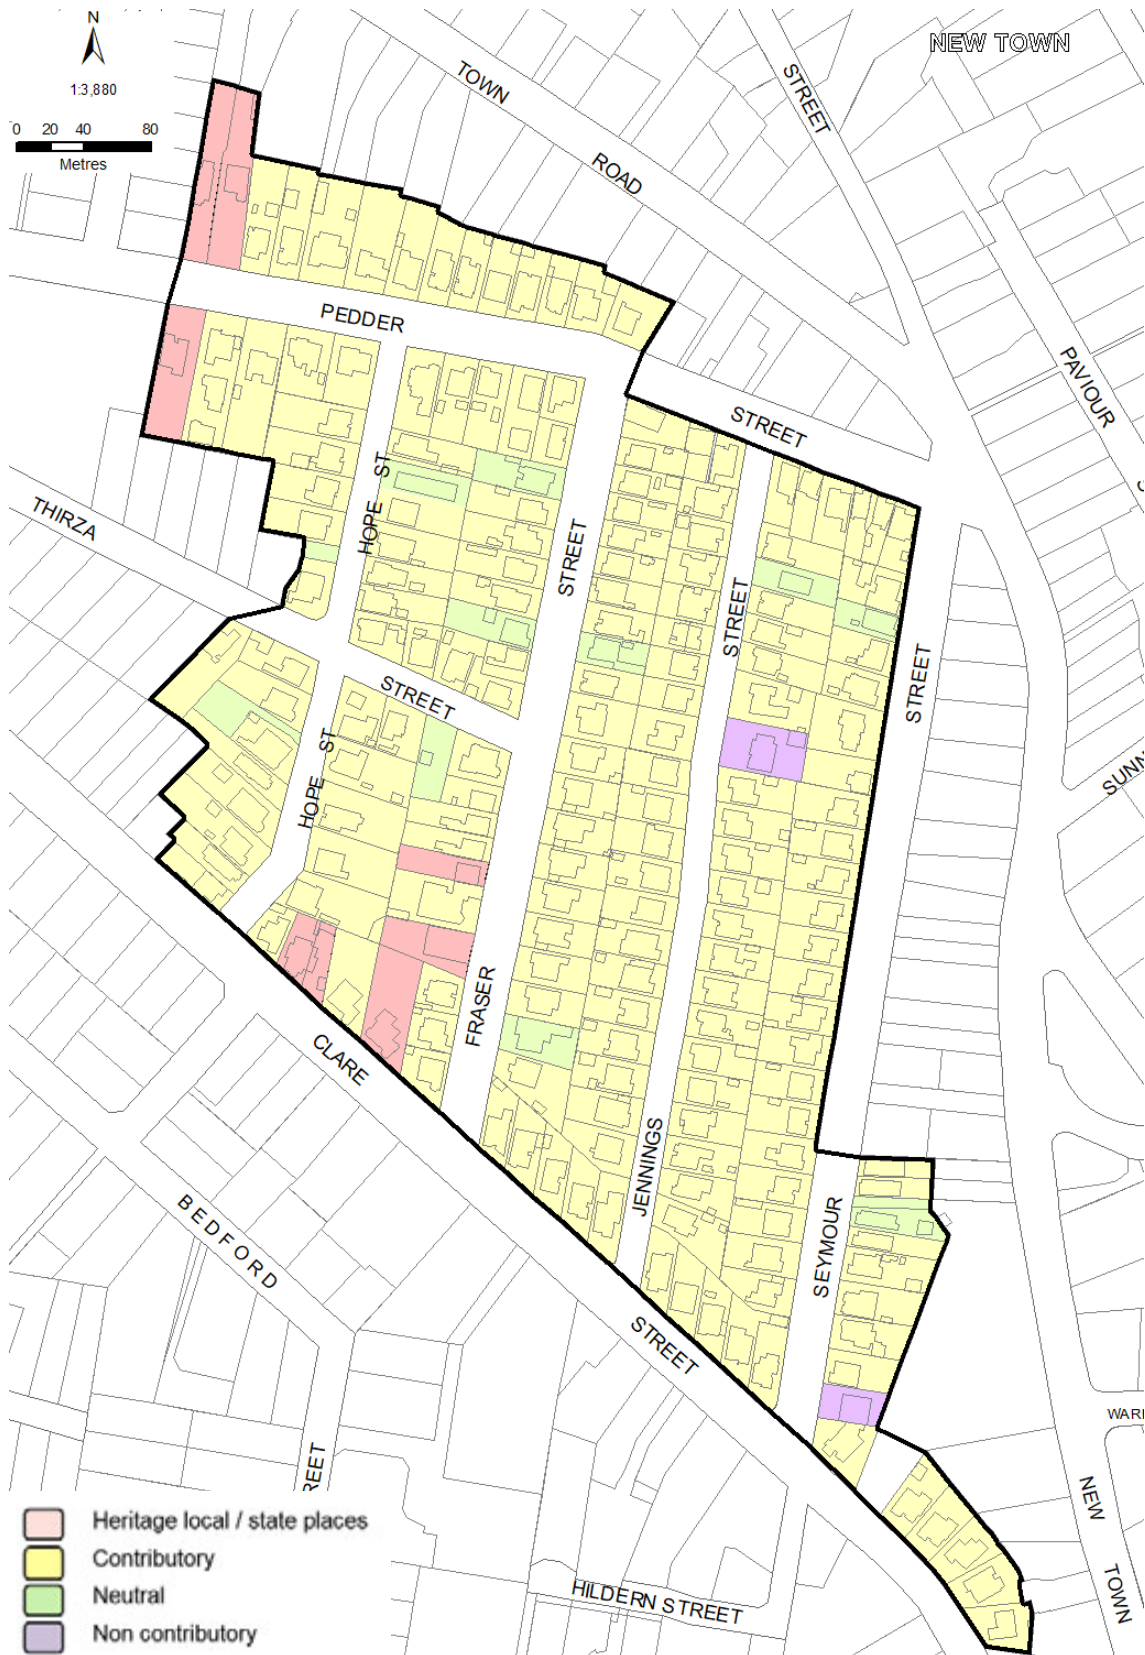 N
NEW TOWN
1:3,880
0 20 40 80
Metres
TOWN
STREET
ROAD
PEDDER
PAVIOUR
STREET
THIRZA
HOPE ST
STREET
STREET
STREET
STREET
SUNN
HOPE ST
FRASER
CLARE
JENNINGS
BEDFORD
SEYMOUR
STREET
WARI
REET
NEW
TOWN
HILDERN STREET
Heritage local / state places
Contributory
Neutral
Non contributory